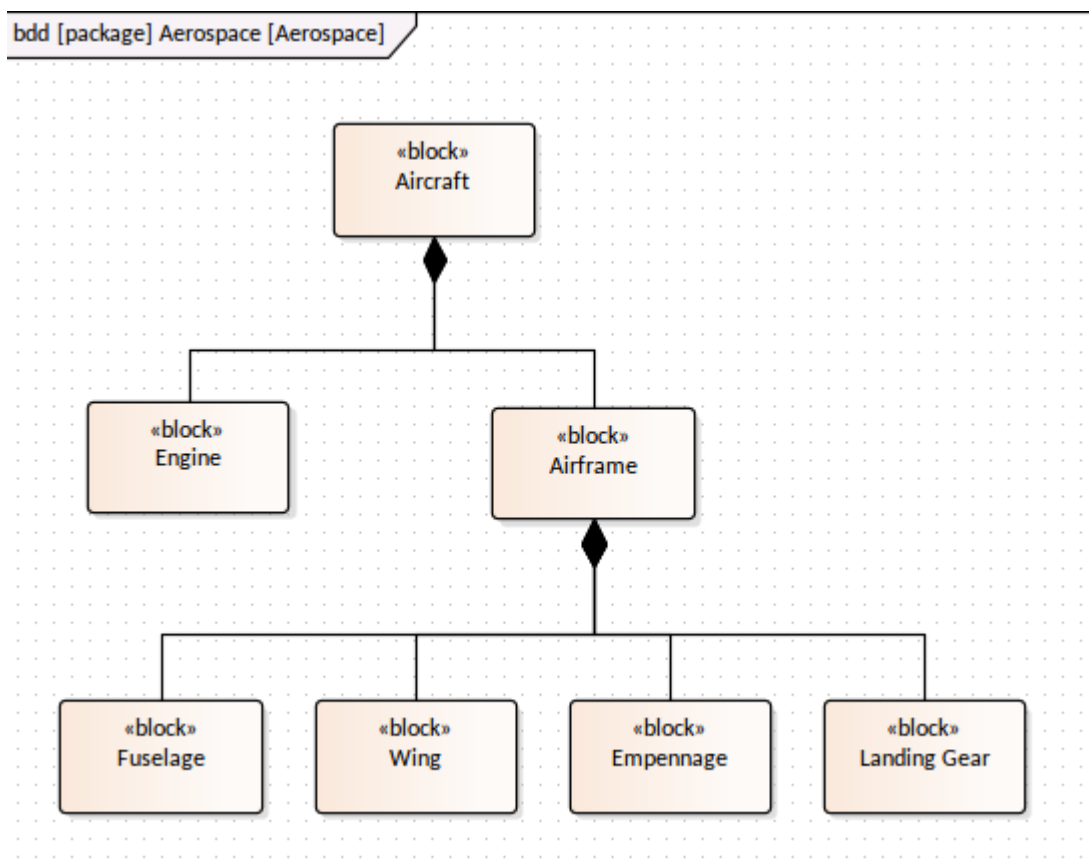 bdd [package] Aerospace [Aerospace]
«block»
Aircraft
«block»
Engine
«block»
Airframe
«block»
Fuselage
«block»
Wing
«block»
Empennage
«block»
Landing Gear